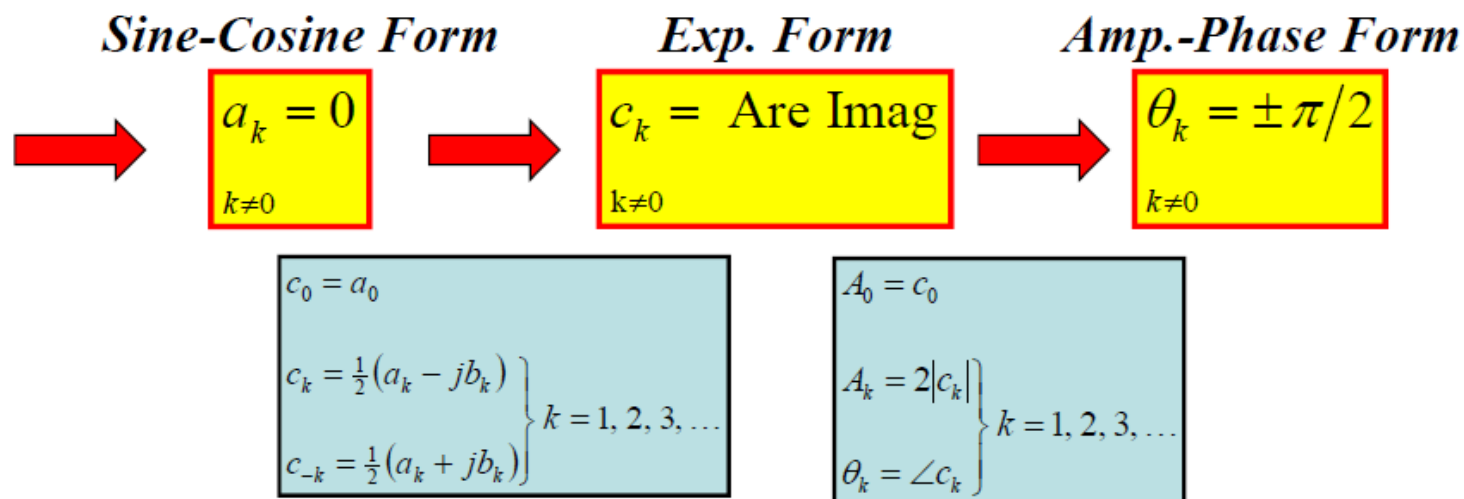 Sine-Cosine Form Exp. Form Amp.-Phase Form
a_k = 0
k≠0
c_k = Are Imag
k≠0
θ_k = ± π/2
k≠0
c_0 = a_0
c_k = ½(a_k − jb_k)
c_{−k} = ½(a_k + jb_k)
} k = 1, 2, 3, …
A_0 = c_0
A_k = 2|c_k|
θ_k = ∠c_k
} k = 1, 2, 3, …